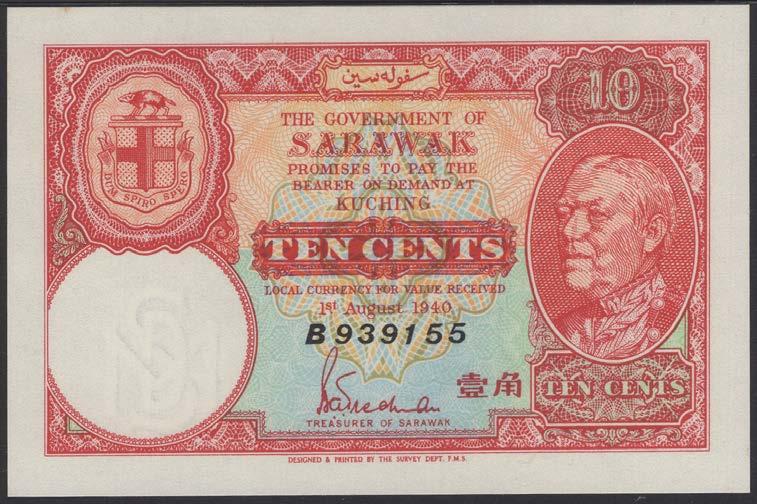 سڤوله سين
10
THE GOVERNMENT OF
SARAWAK
PROMISES TO PAY THE
BEARER ON DEMAND AT
KUCHING
TEN CENTS
LOCAL CURRENCY FOR VALUE RECEIVED
1st August 1940
B939155
DUM SPIRO SPERO
壹角
TEN CENTS
TREASURER OF SARAWAK
DESIGNED & PRINTED BY THE SURVEY DEPT. F.M.S.